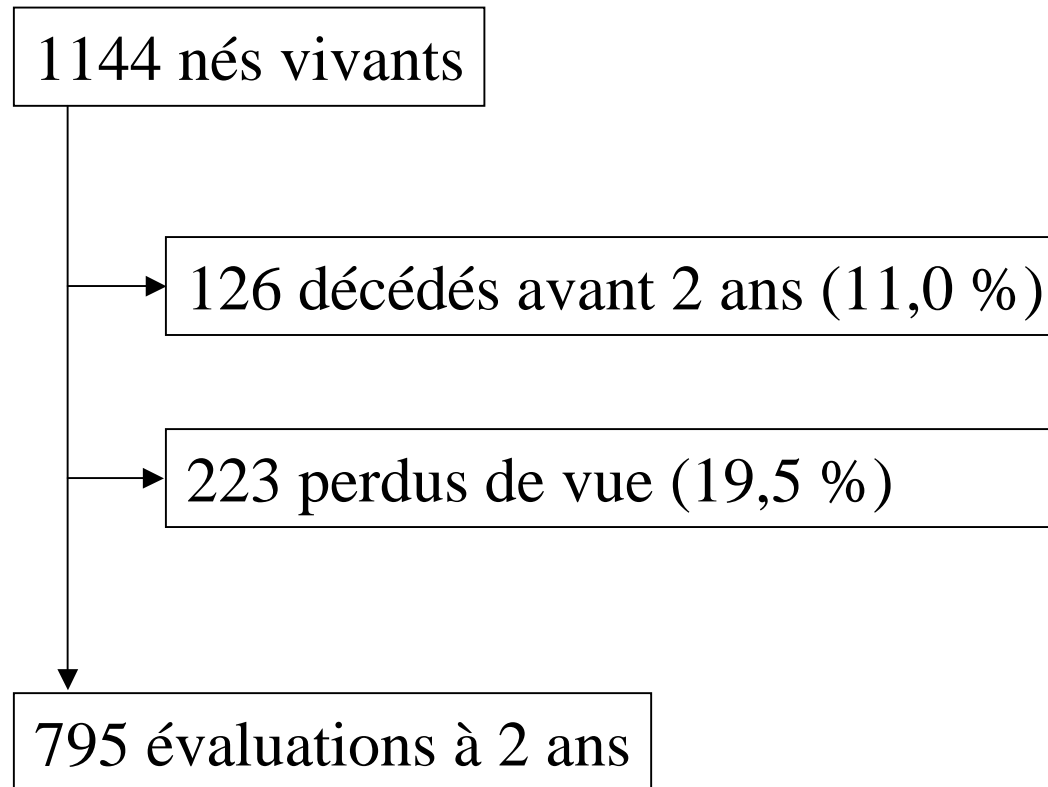 1144 nés vivants
126 décédés avant 2 ans (11,0 %)
223 perdus de vue (19,5 %)
795 évaluations à 2 ans